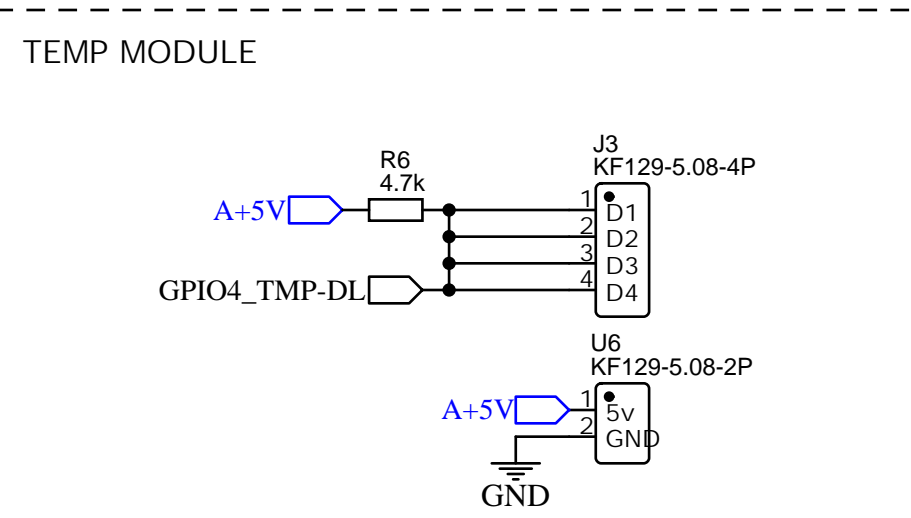 TEMP MODULE
J3
KF129-5.08-4P
R6
4.7k
A+5V
1
D1
2
D2
3
D3
GPIO4_TMP-DL
4
D4
U6
KF129-5.08-2P
A+5V
1
5v
2
GND
GND